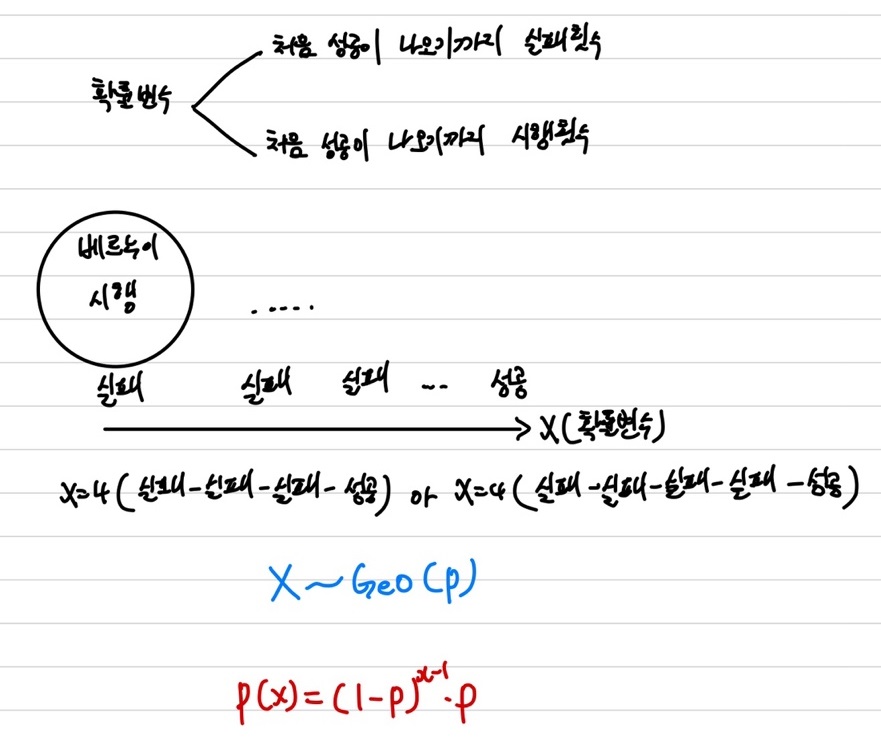 처음 성공이 나오기까지 실패횟수
확률변수
처음 성공이 나오기까지 시행횟수
베르누이
시행
.....
실패 실패 실패 ... 성공
X(확률변수)
X=4(실패-실패-실패-성공) or X=4(실패-실패-실패-실패-성공)
X~Geo(p)
p(x)=(1-p)^{x-1}·p